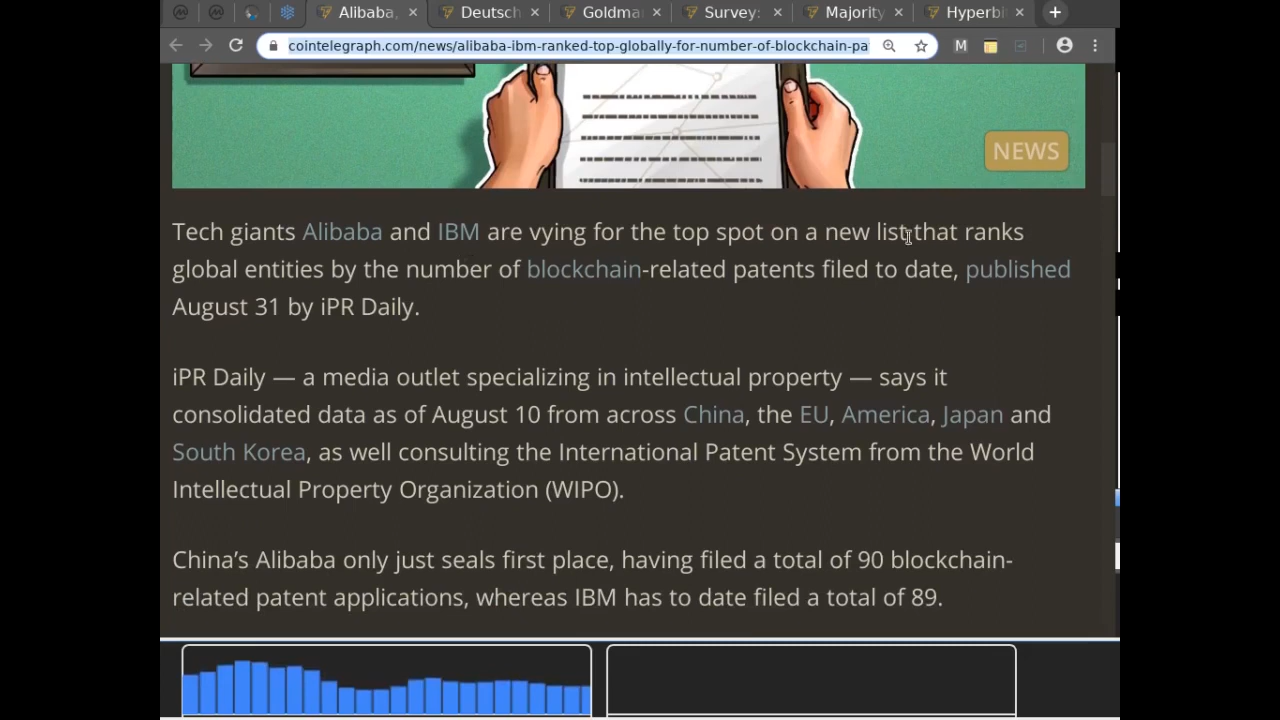 Alibaba,
Deutsch
Goldma
Survey:
Majority
Hyperbi
cointelegraph.com/news/alibaba-ibm-ranked-top-globally-for-number-of-blockchain-pa
M
NEWS
Tech giants Alibaba and IBM are vying for the top spot on a new list that ranks
global entities by the number of blockchain-related patents filed to date, published
August 31 by iPR Daily.
iPR Daily — a media outlet specializing in intellectual property — says it
consolidated data as of August 10 from across China, the EU, America, Japan and
South Korea, as well consulting the International Patent System from the World
Intellectual Property Organization (WIPO).
China’s Alibaba only just seals first place, having filed a total of 90 blockchain-
related patent applications, whereas IBM has to date filed a total of 89.